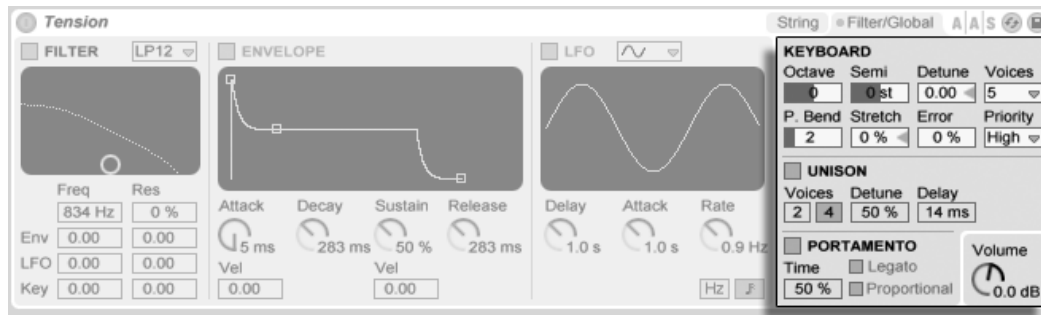 Tension
String Filter/Global A A S
FILTER LP12
Freq Res
834 Hz 0 %
Env 0.00 0.00
LFO 0.00 0.00
Key 0.00 0.00
ENVELOPE
Attack Decay Sustain Release
5 ms 283 ms 50 % 283 ms
Vel Vel
0.00 0.00
LFO
Delay Attack Rate
1.0 s 1.0 s 0.9 Hz
Hz
KEYBOARD
Octave Semi Detune Voices
0 0 st 0.00 5
P. Bend Stretch Error Priority
2 0 % 0 % High
UNISON
Voices Detune Delay
2 4 50 % 14 ms
PORTAMENTO
Time Legato
50 % Proportional
Volume
0.0 dB